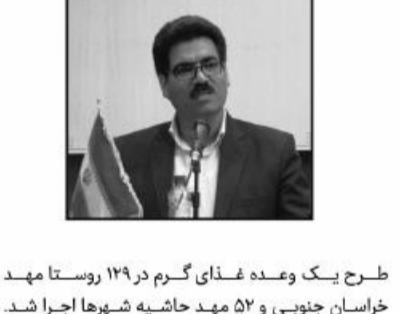 طرح یک وعده غذای گرم در ۱۲۹ روستا مهد
خراسان جنوبی و ۵۲ مهد حاشیه شهرها اجرا شد.